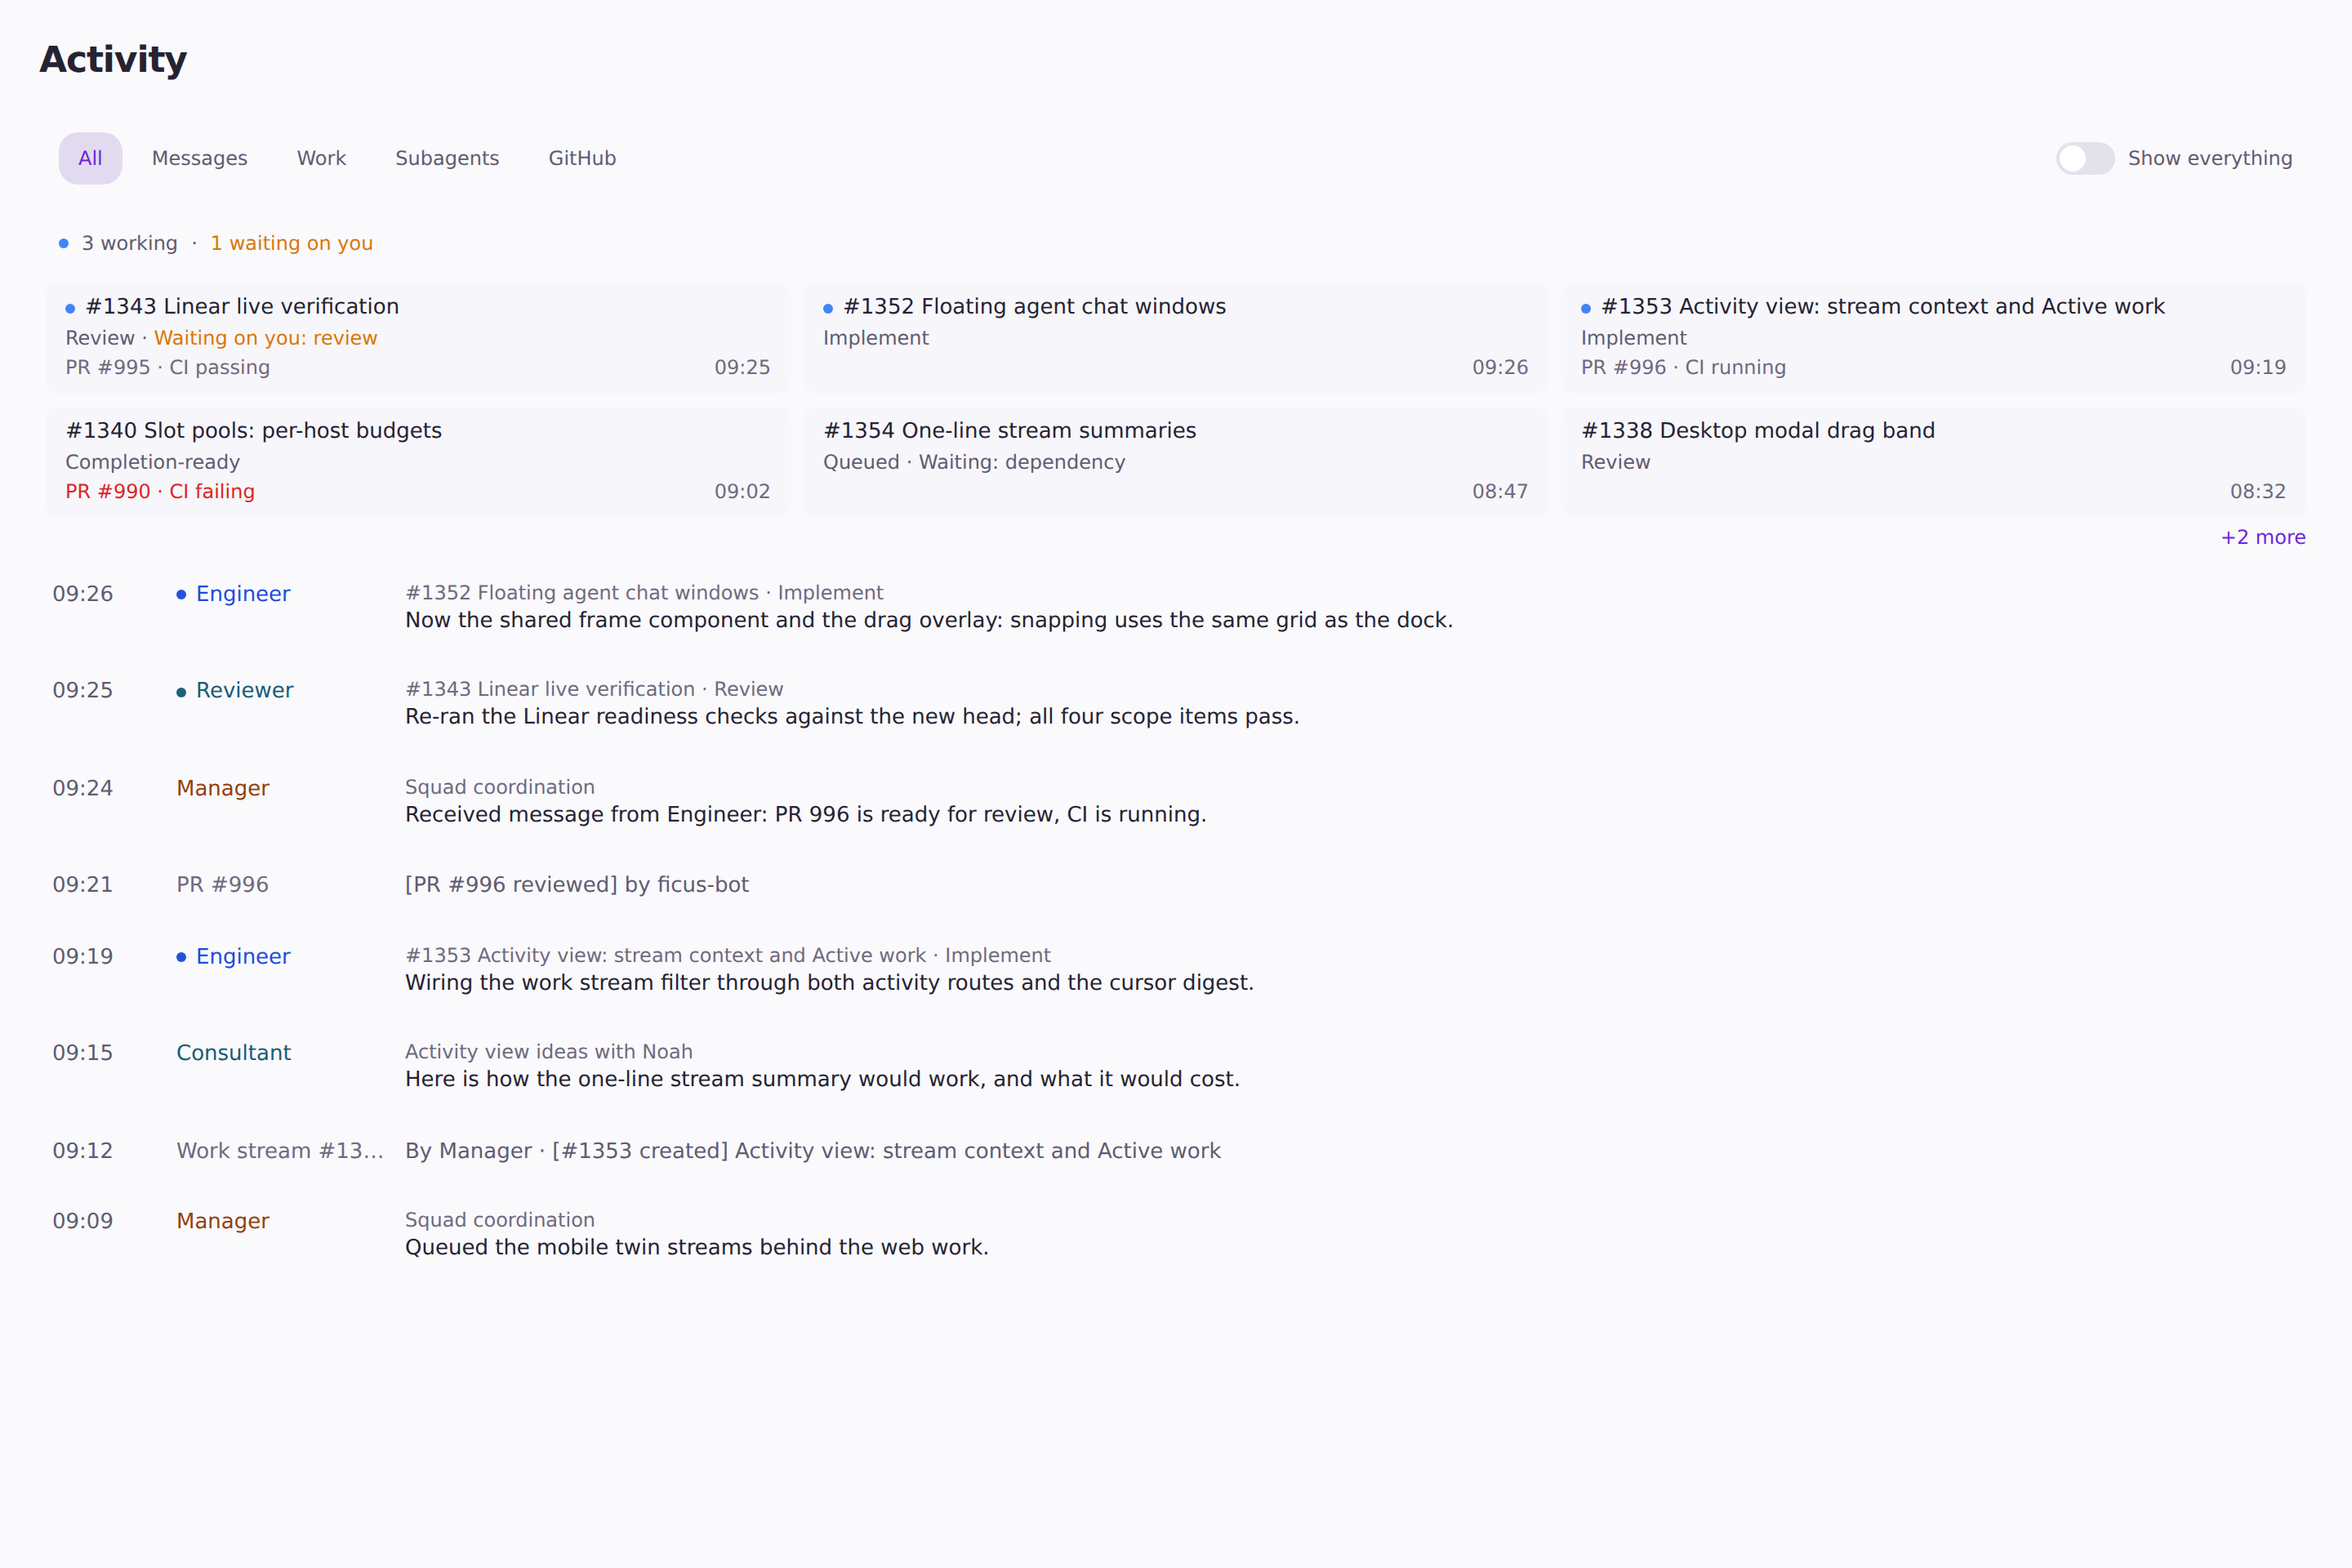 Activity
All Messages Work Subagents GitHub Show everything
3 working · 1 waiting on you
#1343 Linear live verification
Review · Waiting on you: review
PR #995 · CI passing 09:25
#1352 Floating agent chat windows
Implement
09:26
#1353 Activity view: stream context and Active work
Implement
PR #996 · CI running 09:19
#1340 Slot pools: per-host budgets
Completion-ready
PR #990 · CI failing 09:02
#1354 One-line stream summaries
Queued · Waiting: dependency
08:47
#1338 Desktop modal drag band
Review
08:32
+2 more
09:26 Engineer #1352 Floating agent chat windows · Implement
Now the shared frame component and the drag overlay: snapping uses the same grid as the dock.
09:25 Reviewer #1343 Linear live verification · Review
Re-ran the Linear readiness checks against the new head; all four scope items pass.
09:24 Manager Squad coordination
Received message from Engineer: PR 996 is ready for review, CI is running.
09:21 PR #996 [PR #996 reviewed] by ficus-bot
09:19 Engineer #1353 Activity view: stream context and Active work · Implement
Wiring the work stream filter through both activity routes and the cursor digest.
09:15 Consultant Activity view ideas with Noah
Here is how the one-line stream summary would work, and what it would cost.
09:12 Work stream #13… By Manager · [#1353 created] Activity view: stream context and Active work
09:09 Manager Squad coordination
Queued the mobile twin streams behind the web work.